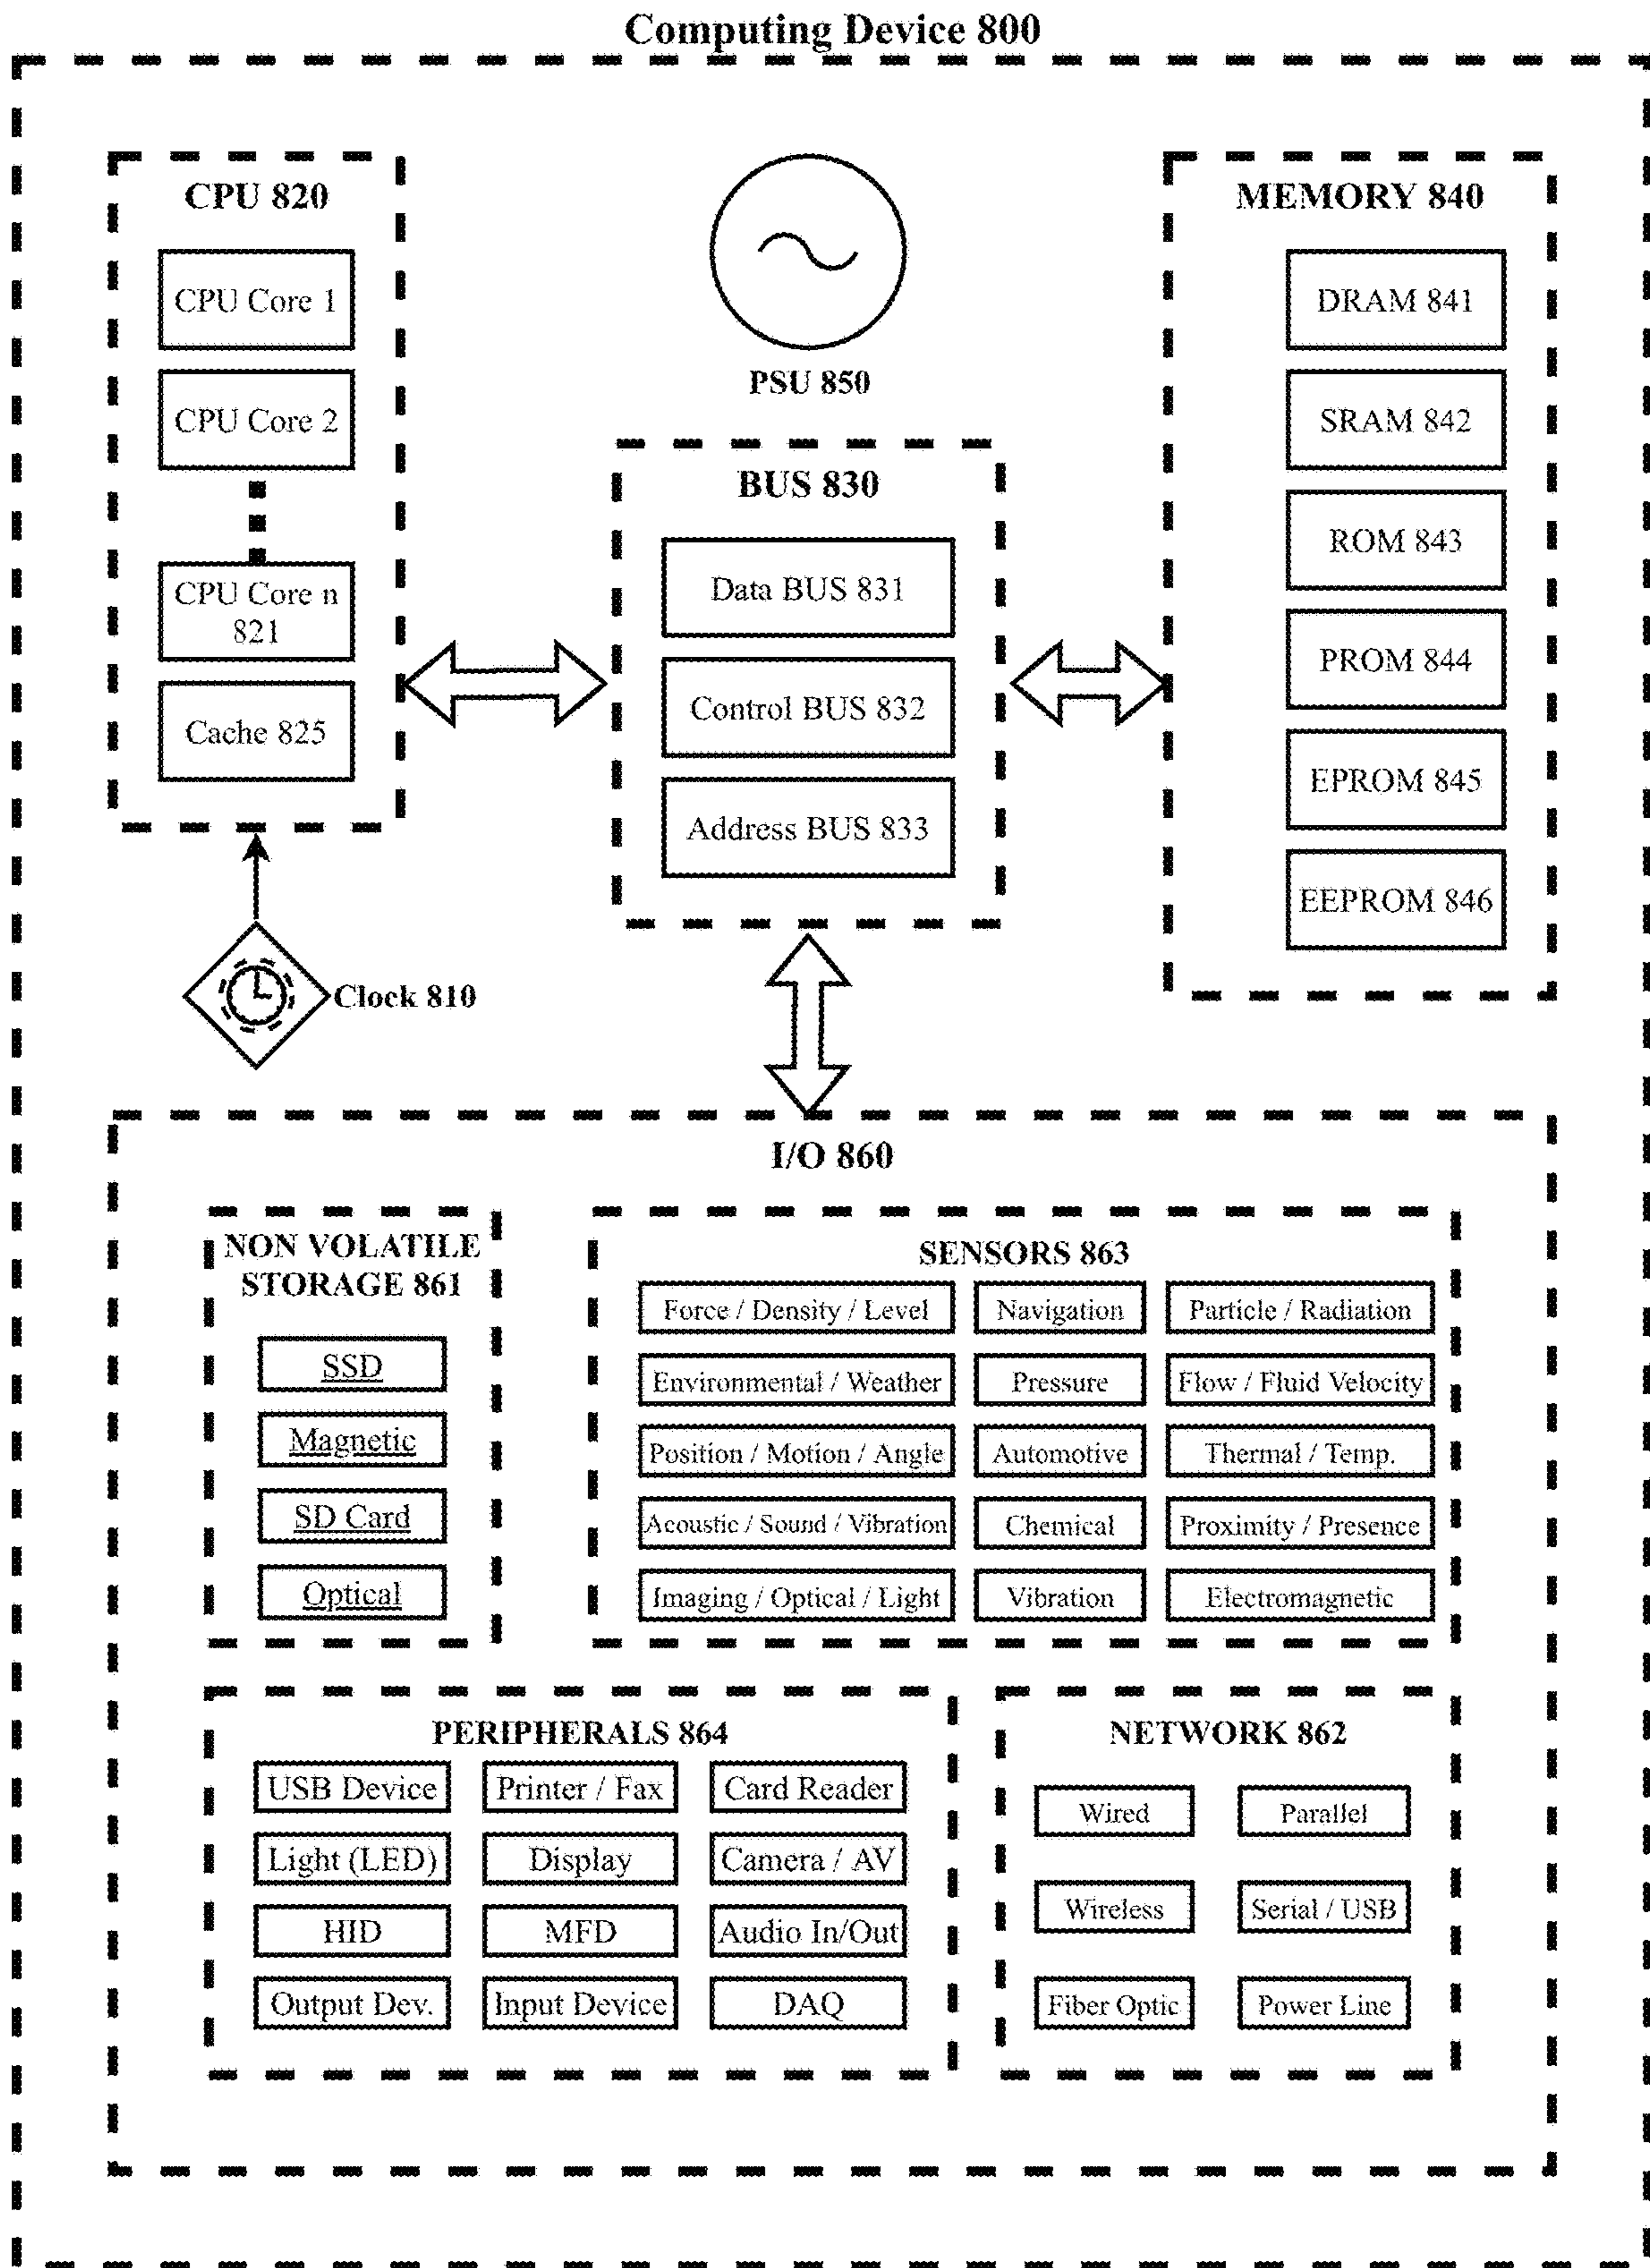 Computing Device 800
CPU 820
CPU Core 1
CPU Core 2
CPU Core n
821
Cache 825
Clock 810
PSU 850
BUS 830
Data BUS 831
Control BUS 832
Address BUS 833
MEMORY 840
DRAM 841
SRAM 842
ROM 843
PROM 844
EPROM 845
EEPROM 846
I/O 860
NON VOLATILE
STORAGE 861
SSD
Magnetic
SD Card
Optical
SENSORS 863
Force / Density / Level
Navigation
Particle / Radiation
Environmental / Weather
Pressure
Flow / Fluid Velocity
Position / Motion / Angle
Automotive
Thermal / Temp.
Acoustic / Sound / Vibration
Chemical
Proximity / Presence
Imaging / Optical / Light
Vibration
Electromagnetic
PERIPHERALS 864
USB Device
Printer / Fax
Card Reader
Light (LED)
Display
Camera / AV
HID
MFD
Audio In/Out
Output Dev.
Input Device
DAQ
NETWORK 862
Wired
Parallel
Wireless
Serial / USB
Fiber Optic
Power Line